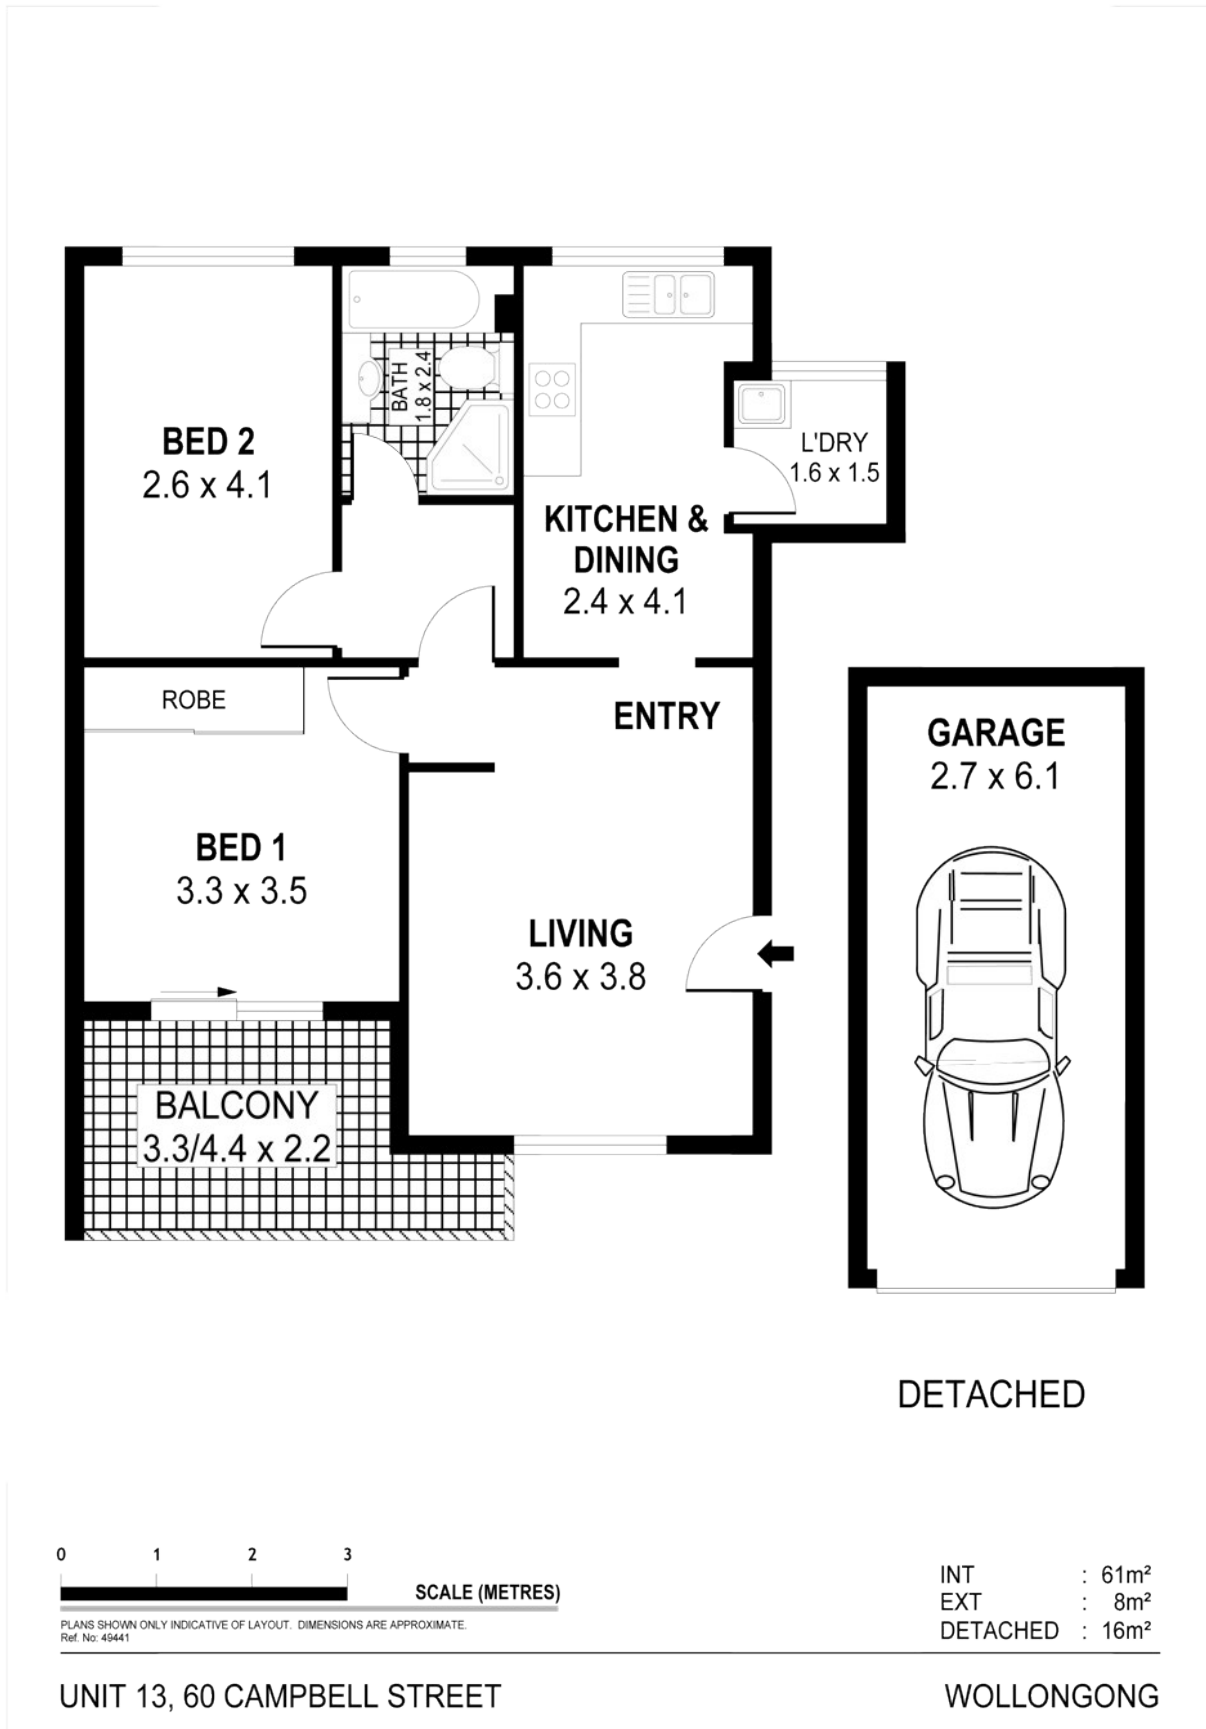 BED 2
2.6 x 4.1
BATH
1.8 x 2.4
L'DRY
1.6 x 1.5
KITCHEN &
DINING
2.4 x 4.1
ROBE
ENTRY
GARAGE
2.7 x 6.1
BED 1
3.3 x 3.5
LIVING
3.6 x 3.8
BALCONY
3.3/4.4 x 2.2
DETACHED
0 1 2 3
SCALE (METRES)
PLANS SHOWN ONLY INDICATIVE OF LAYOUT. DIMENSIONS ARE APPROXIMATE.
Ref. No: 49441
INT : 61m²
EXT : 8m²
DETACHED : 16m²
UNIT 13, 60 CAMPBELL STREET
WOLLONGONG